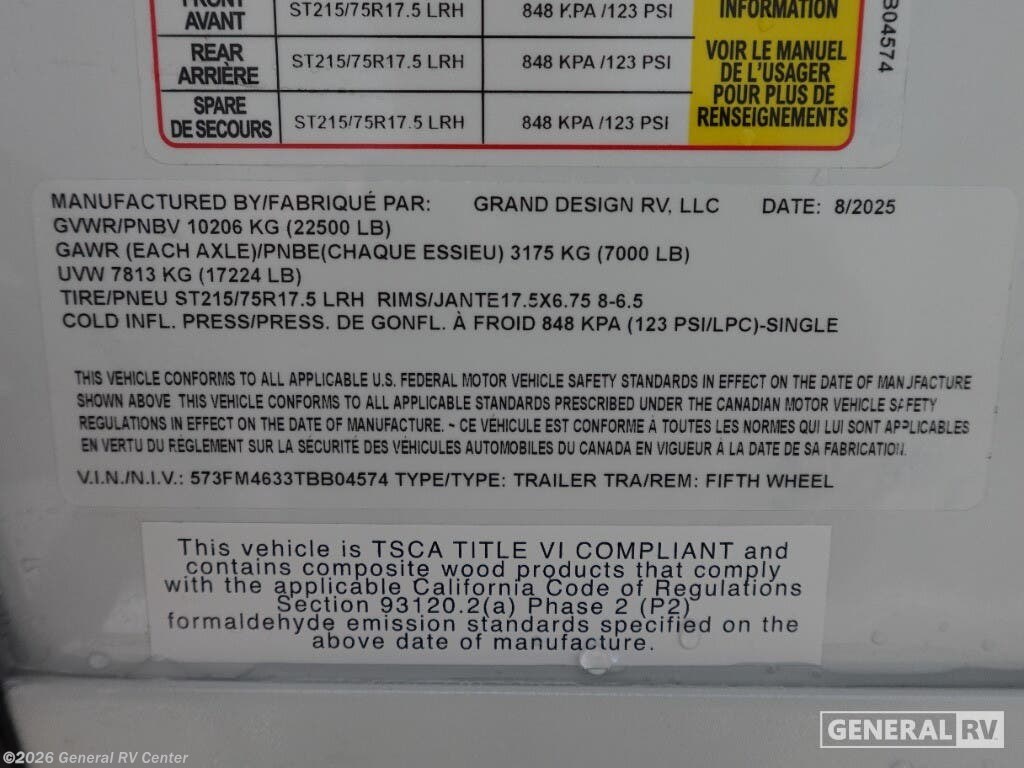 FRONT ST215/75R17.5 LRH 848 KPA /123 PSI INFORMATION
AVANT
REAR ST215/75R17.5 LRH 848 KPA /123 PSI VOIR LE MANUEL
ARRIÈRE DE L'USAGER
SPARE ST215/75R17.5 LRH 848 KPA /123 PSI POUR PLUS DE
DE SECOURS RENSEIGNEMENTS
B04574
MANUFACTURED BY/FABRIQUÉ PAR: GRAND DESIGN RV, LLC DATE: 8/2025
GVWR/PNBV 10206 KG (22500 LB)
GAWR (EACH AXLE)/PNBE(CHAQUE ESSIEU) 3175 KG (7000 LB)
UVW 7813 KG (17224 LB)
TIRE/PNEU ST215/75R17.5 LRH RIMS/JANTE17.5X6.75 8-6.5
COLD INFL. PRESS/PRESS. DE GONFL. À FROID 848 KPA (123 PSI/LPC)-SINGLE
THIS VEHICLE CONFORMS TO ALL APPLICABLE U.S. FEDERAL MOTOR VEHICLE SAFETY STANDARDS IN EFFECT ON THE DATE OF MANUFACTURE
SHOWN ABOVE THIS VEHICLE CONFORMS TO ALL APPLICABLE STANDARDS PRESCRIBED UNDER THE CANADIAN MOTOR VEHICLE SAFETY
REGULATIONS IN EFFECT ON THE DATE OF MANUFACTURE. ~ CE VÉHICULE EST CONFORME À TOUTES LES NORMES QUI LUI SONT APPLICABLES
EN VERTU DU RÉGLEMENT SUR LA SÉCURITÉ DES VÉHICULES AUTOMOBILES DU CANADA EN VIGUEUR À LA DATE DE SA FABRICATION.
V.I.N./N.I.V.: 573FM4633TBB04574 TYPE/TYPE: TRAILER TRA/REM: FIFTH WHEEL
This vehicle is TSCA TITLE VI COMPLIANT and
contains composite wood products that comply
with the applicable California Code of Regulations
Section 93120.2(a) Phase 2 (P2)
formaldehyde emission standards specified on the
above date of manufacture.
GENERAL RV
©2026 General RV Center